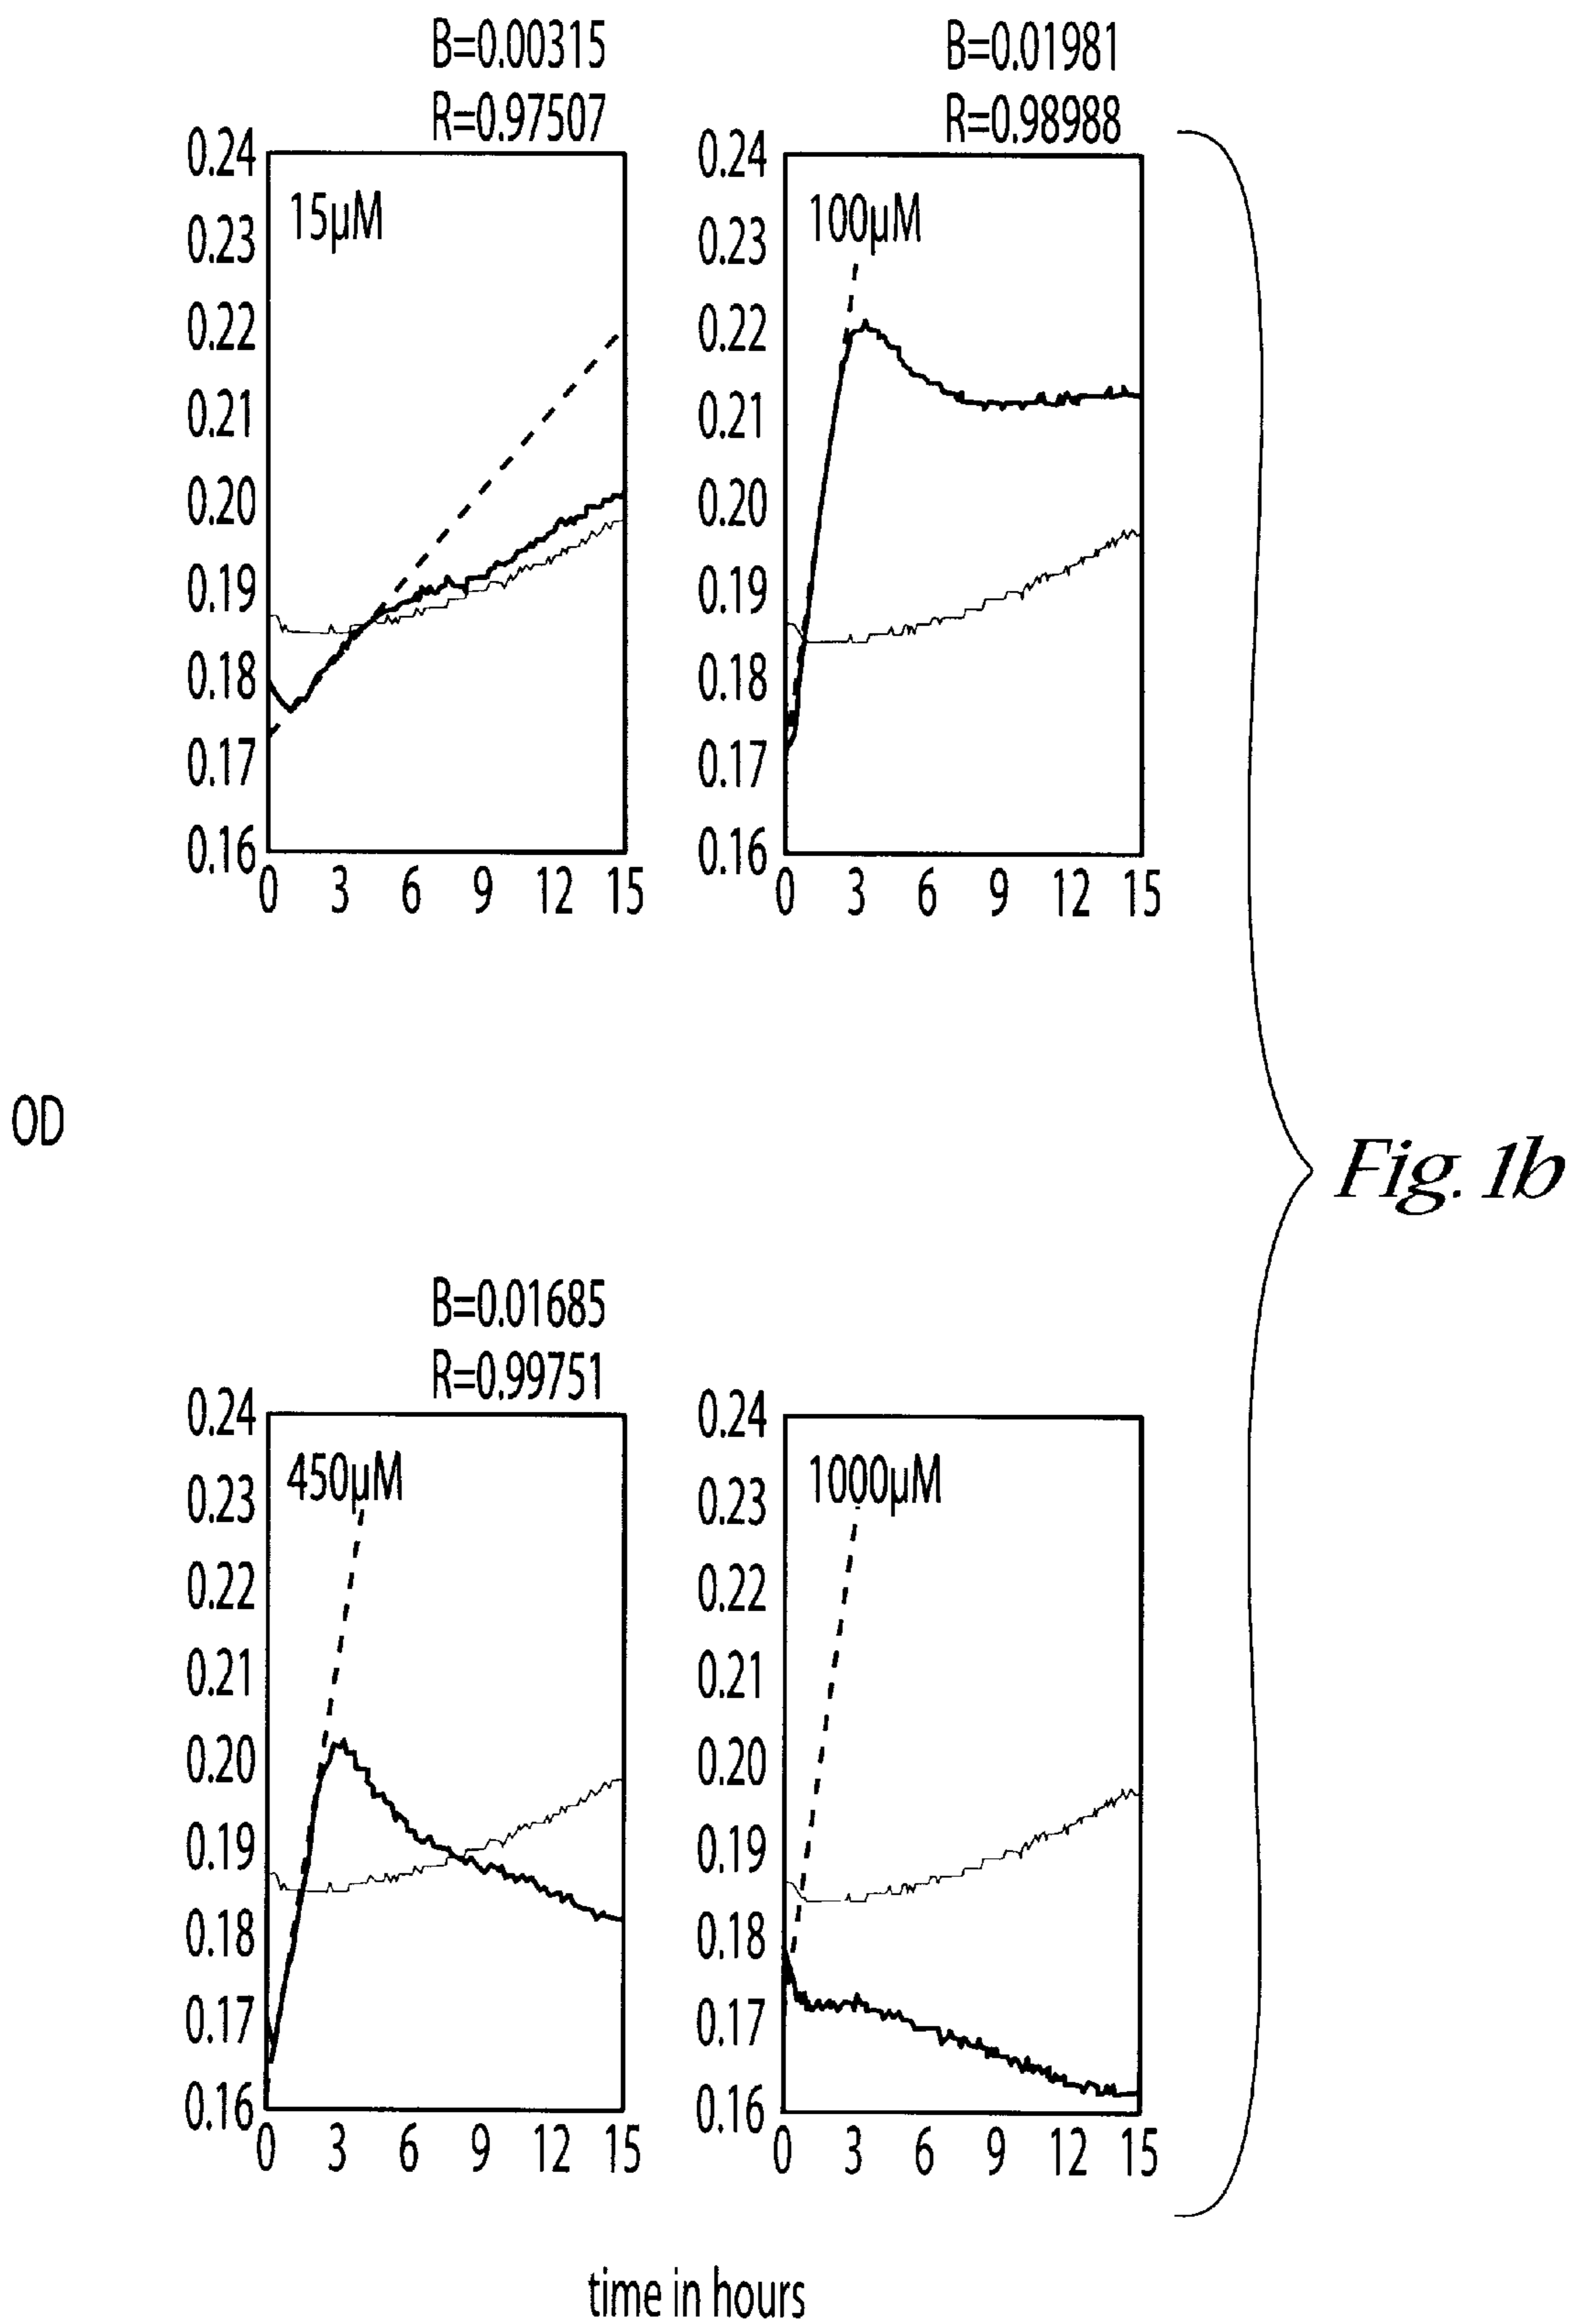 B=0.00315
R=0.97507
0.24
0.23
0.22
0.21
0.20
0.19
0.18
0.17
0.16
15µM
0 3 6 9 12 15
B=0.01981
R=0.98988
0.24
0.23
0.22
0.21
0.20
0.19
0.18
0.17
0.16
100µM
0 3 6 9 12 15
OD
Fig. 1b
B=0.01685
R=0.99751
0.24
0.23
0.22
0.21
0.20
0.19
0.18
0.17
0.16
450µM
0 3 6 9 12 15
0.24
0.23
0.22
0.21
0.20
0.19
0.18
0.17
0.16
1000µM
0 3 6 9 12 15
time in hours